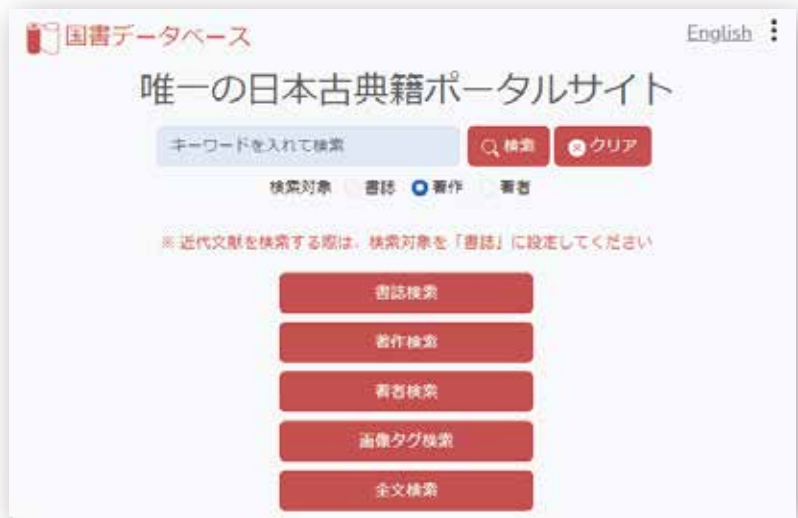 国書データベース
English
唯一の日本古典籍ポータルサイト
キーワードを入れて検索 検索 クリア
検索対象 書誌 著作 著者
※ 近代文献を検索する際は、検索対象を「書誌」に設定してください
書誌検索
著作検索
著者検索
画像タグ検索
全文検索